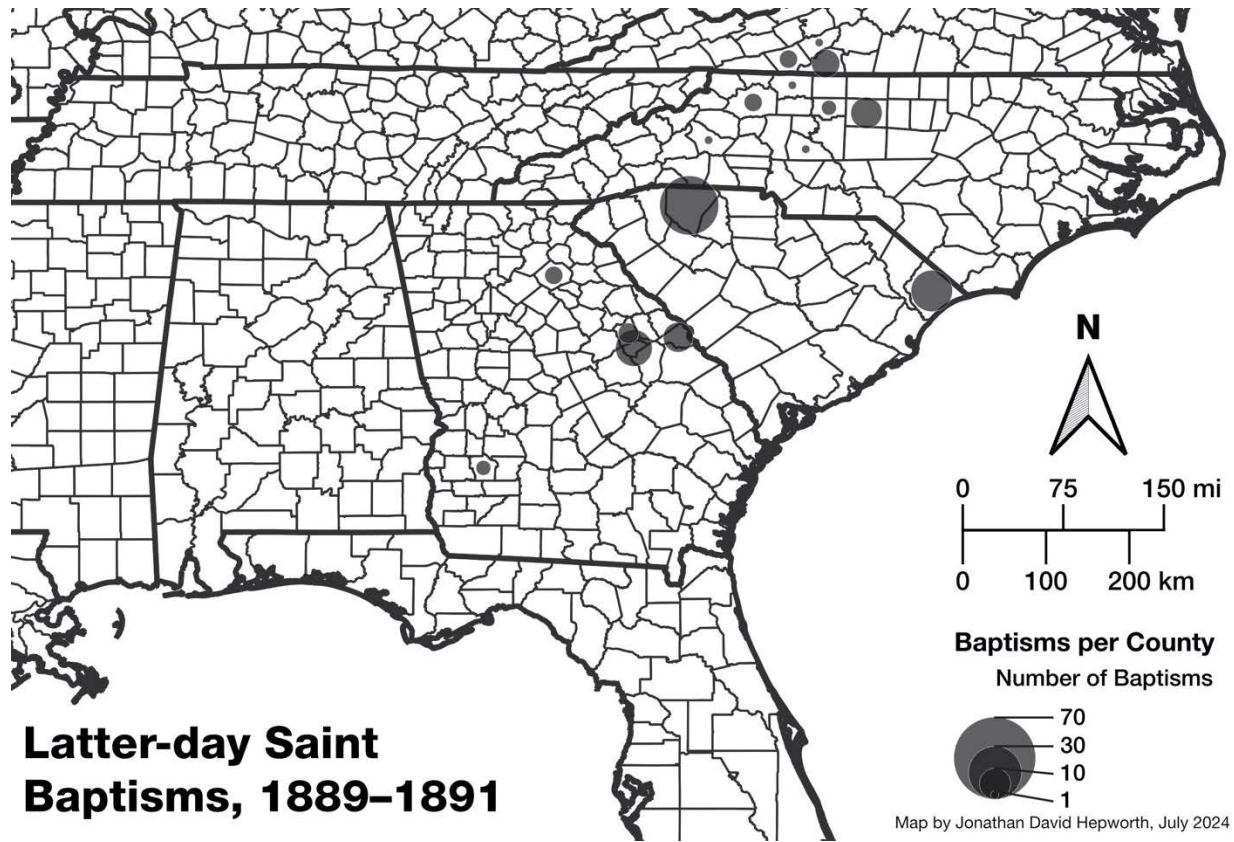 N
0 75 150 mi
0 100 200 km
Baptisms per County
Number of Baptisms
70
30
10
1
Latter-day Saint
Baptisms, 1889–1891
Map by Jonathan David Hepworth, July 2024